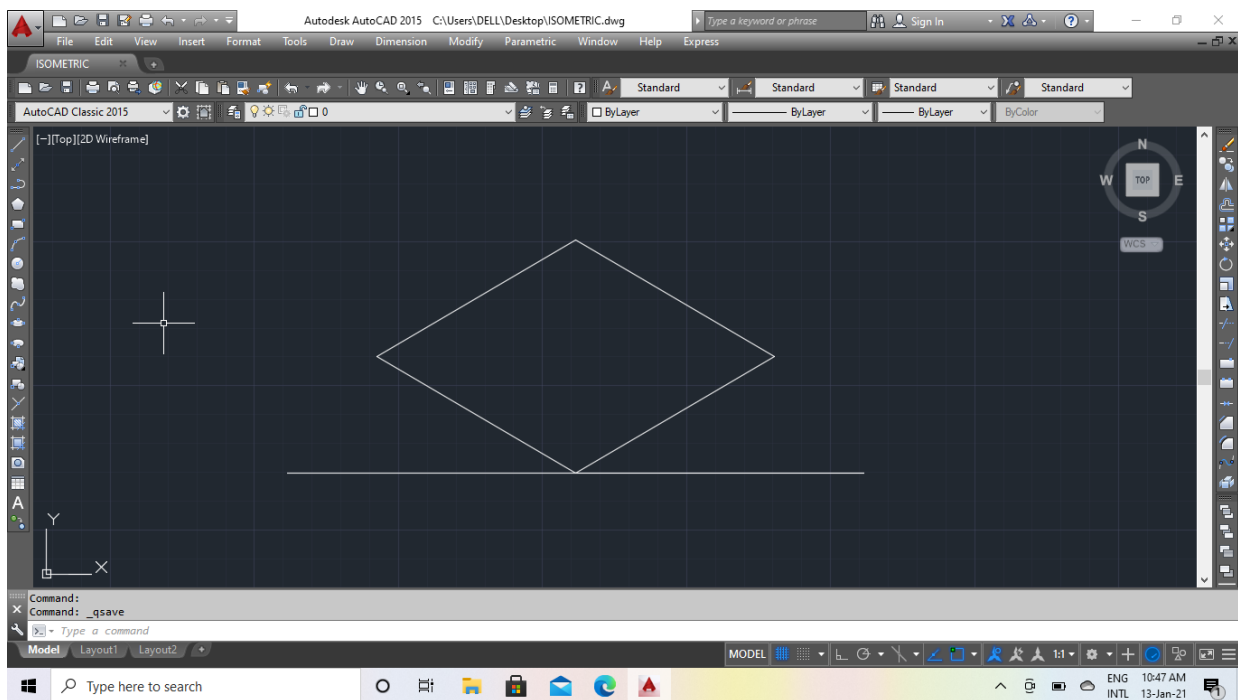 Autodesk AutoCAD 2015 C:\Users\DELL\Desktop\ISOMETRIC.dwg Type a keyword or phrase Sign In
File Edit View Insert Format Tools Draw Dimension Modify Parametric Window Help Express
ISOMETRIC
Standard Standard Standard Standard
AutoCAD Classic 2015 0 ByLayer ByLayer ByLayer ByColor
[−][Top][2D Wireframe]
N
W TOP E
S
WCS
Y
X
Command:
Command: _qsave
Type a command
Model Layout1 Layout2 MODEL 1:1
Type here to search ENG 10:47 AM
INTL 13-Jan-21